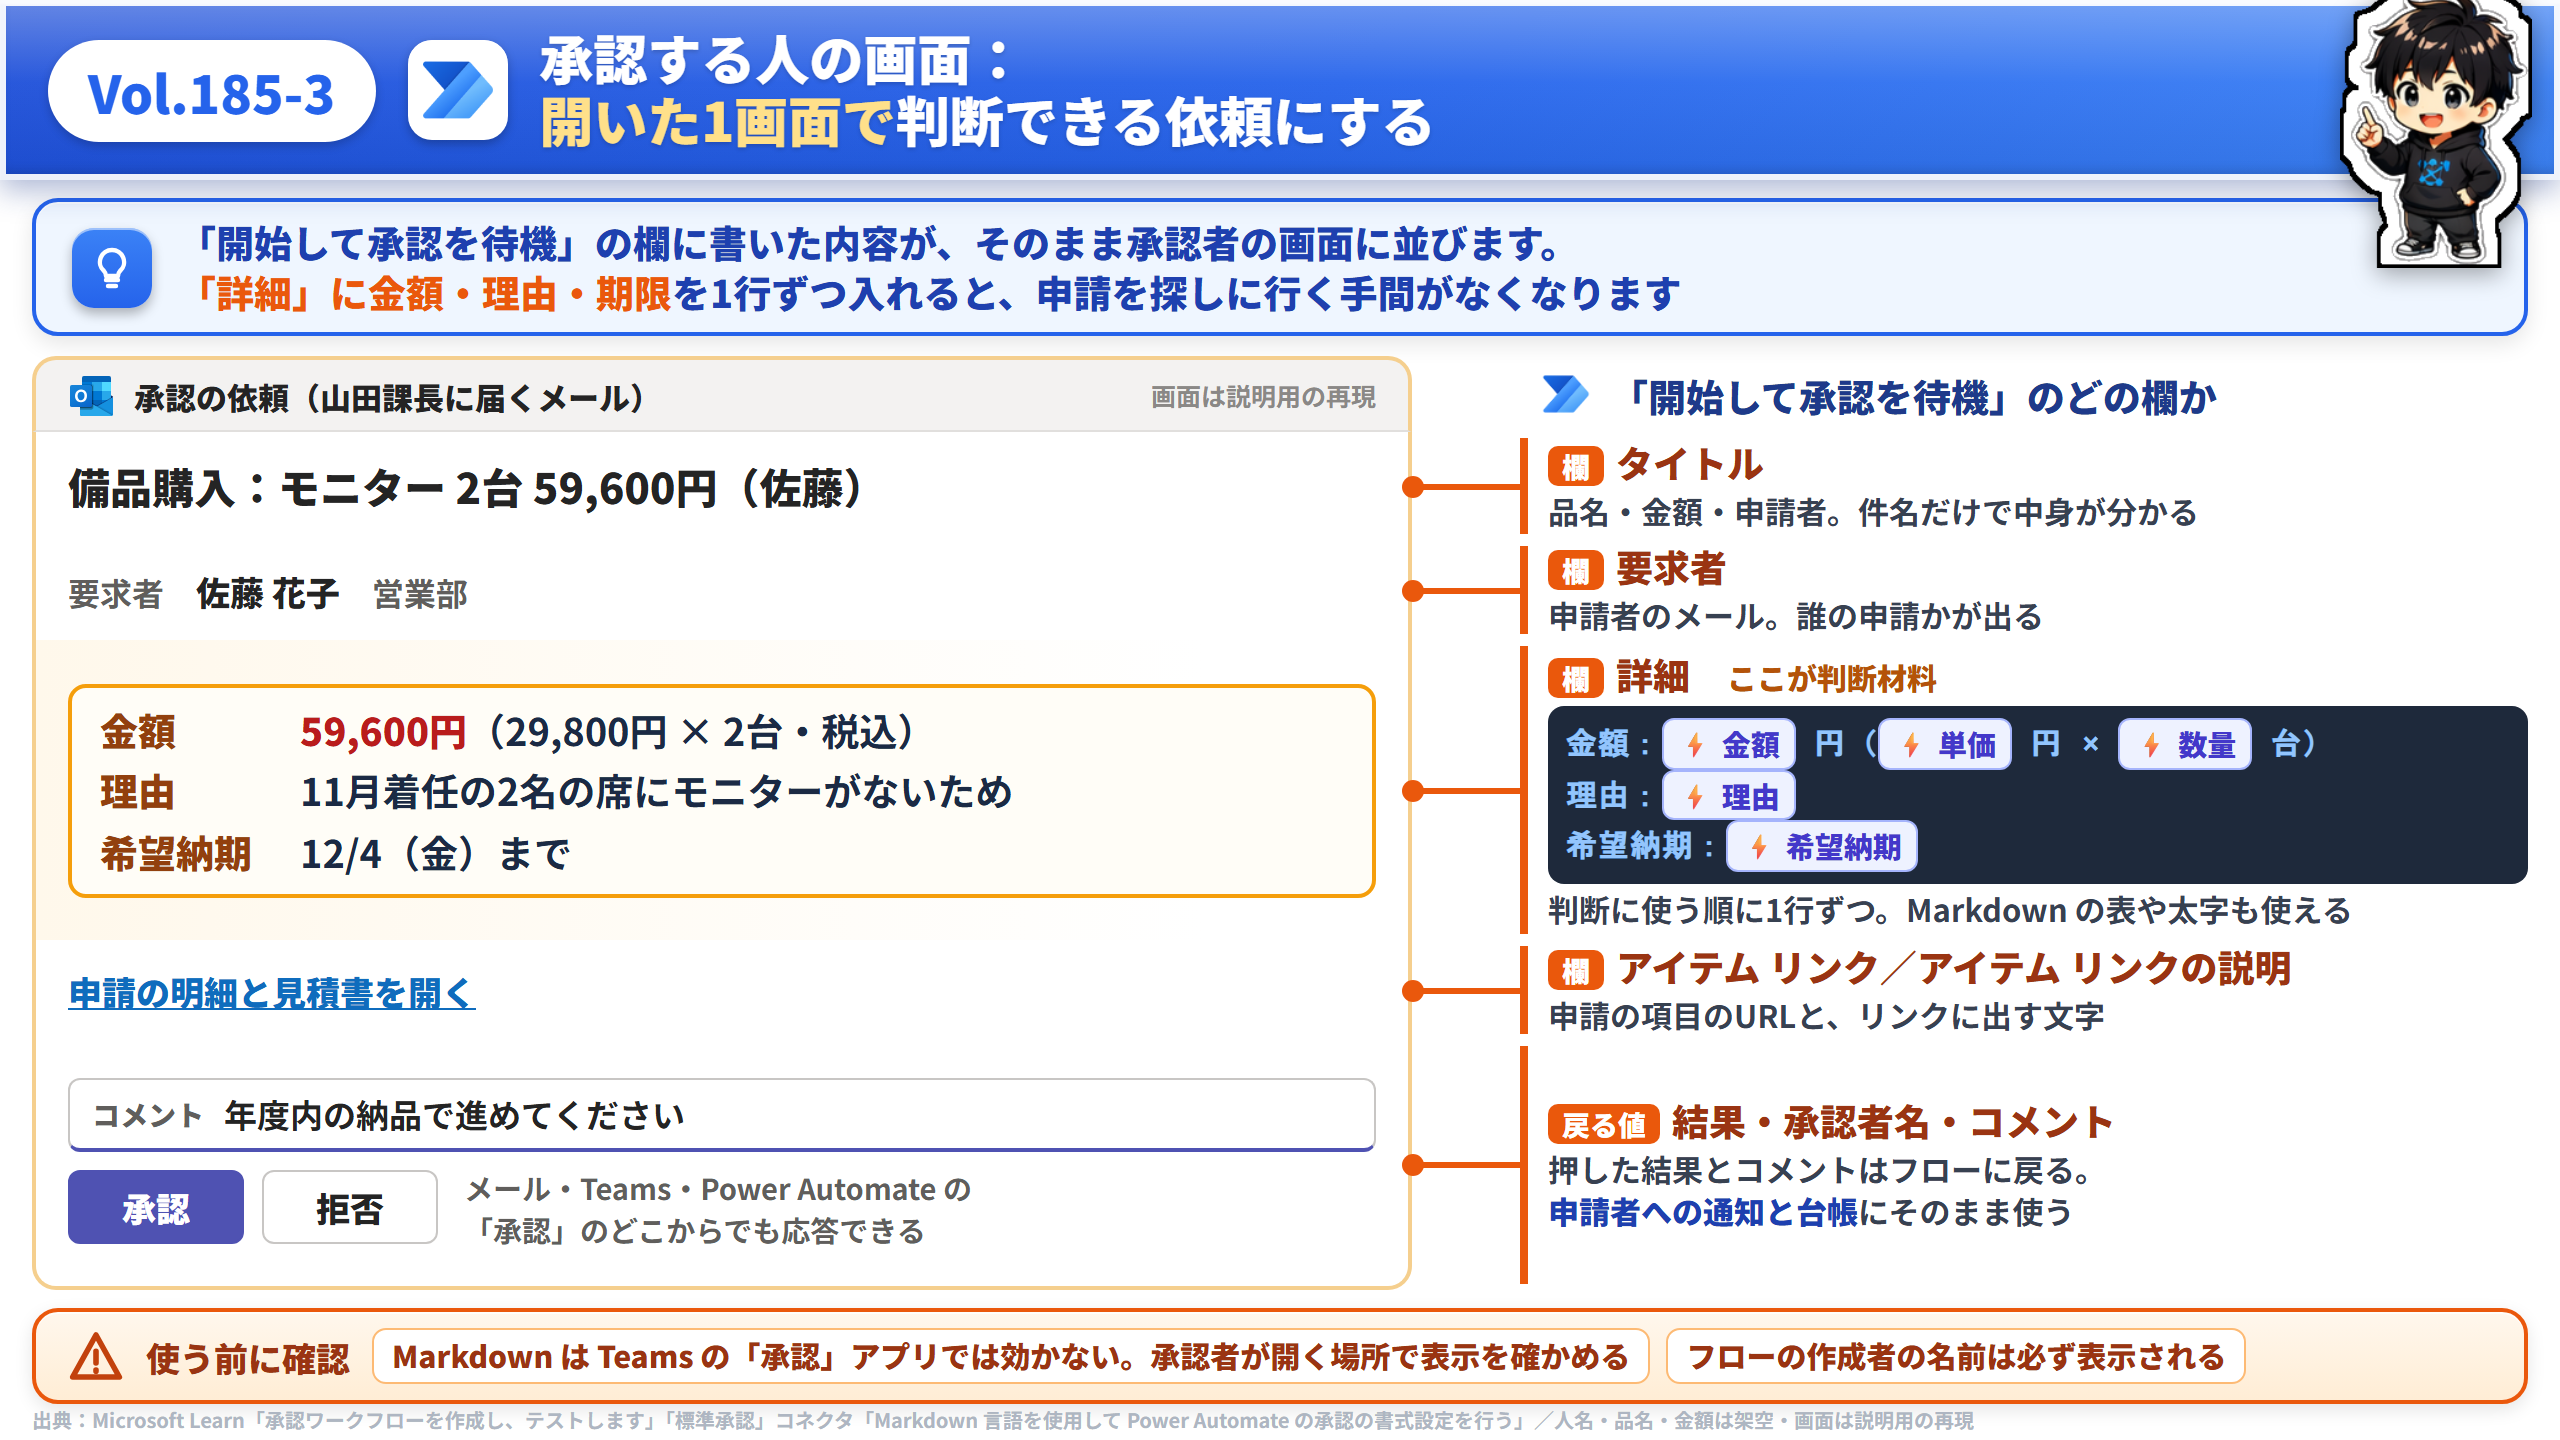 Vol.185-3
承認する人の画面：
開いた1画面で判断できる依頼にする
「開始して承認を待機」の欄に書いた内容が、そのまま承認者の画面に並びます。
「詳細」に金額・理由・期限を1行ずつ入れると、申請を探しに行く手間がなくなります
承認の依頼（山田課長に届くメール）
画面は説明用の再現
備品購入：モニター 2台 59,600円（佐藤）
要求者 佐藤 花子 営業部
金額 59,600円（29,800円 × 2台・税込）
理由 11月着任の2名の席にモニターがないため
希望納期 12/4（金）まで
申請の明細と見積書を開く
コメント 年度内の納品で進めてください
承認 拒否
メール・Teams・Power Automate の
「承認」のどこからでも応答できる
「開始して承認を待機」のどの欄か
欄 タイトル
品名・金額・申請者。件名だけで中身が分かる
欄 要求者
申請者のメール。誰の申請かが出る
欄 詳細 ここが判断材料
金額： 金額 円（ 単価 円 × 数量 台）
理由： 理由
希望納期： 希望納期
判断に使う順に1行ずつ。Markdown の表や太字も使える
欄 アイテム リンク／アイテム リンクの説明
申請の項目のURLと、リンクに出す文字
戻る値 結果・承認者名・コメント
押した結果とコメントはフローに戻る。
申請者への通知と台帳にそのまま使う
使う前に確認
Markdown は Teams の「承認」アプリでは効かない。承認者が開く場所で表示を確かめる
フローの作成者の名前は必ず表示される
出典：Microsoft Learn「承認ワークフローを作成し、テストします」「標準承認」コネクタ「Markdown 言語を使用して Power Automate の承認の書式設定を行う」／人名・品名・金額は架空・画面は説明用の再現